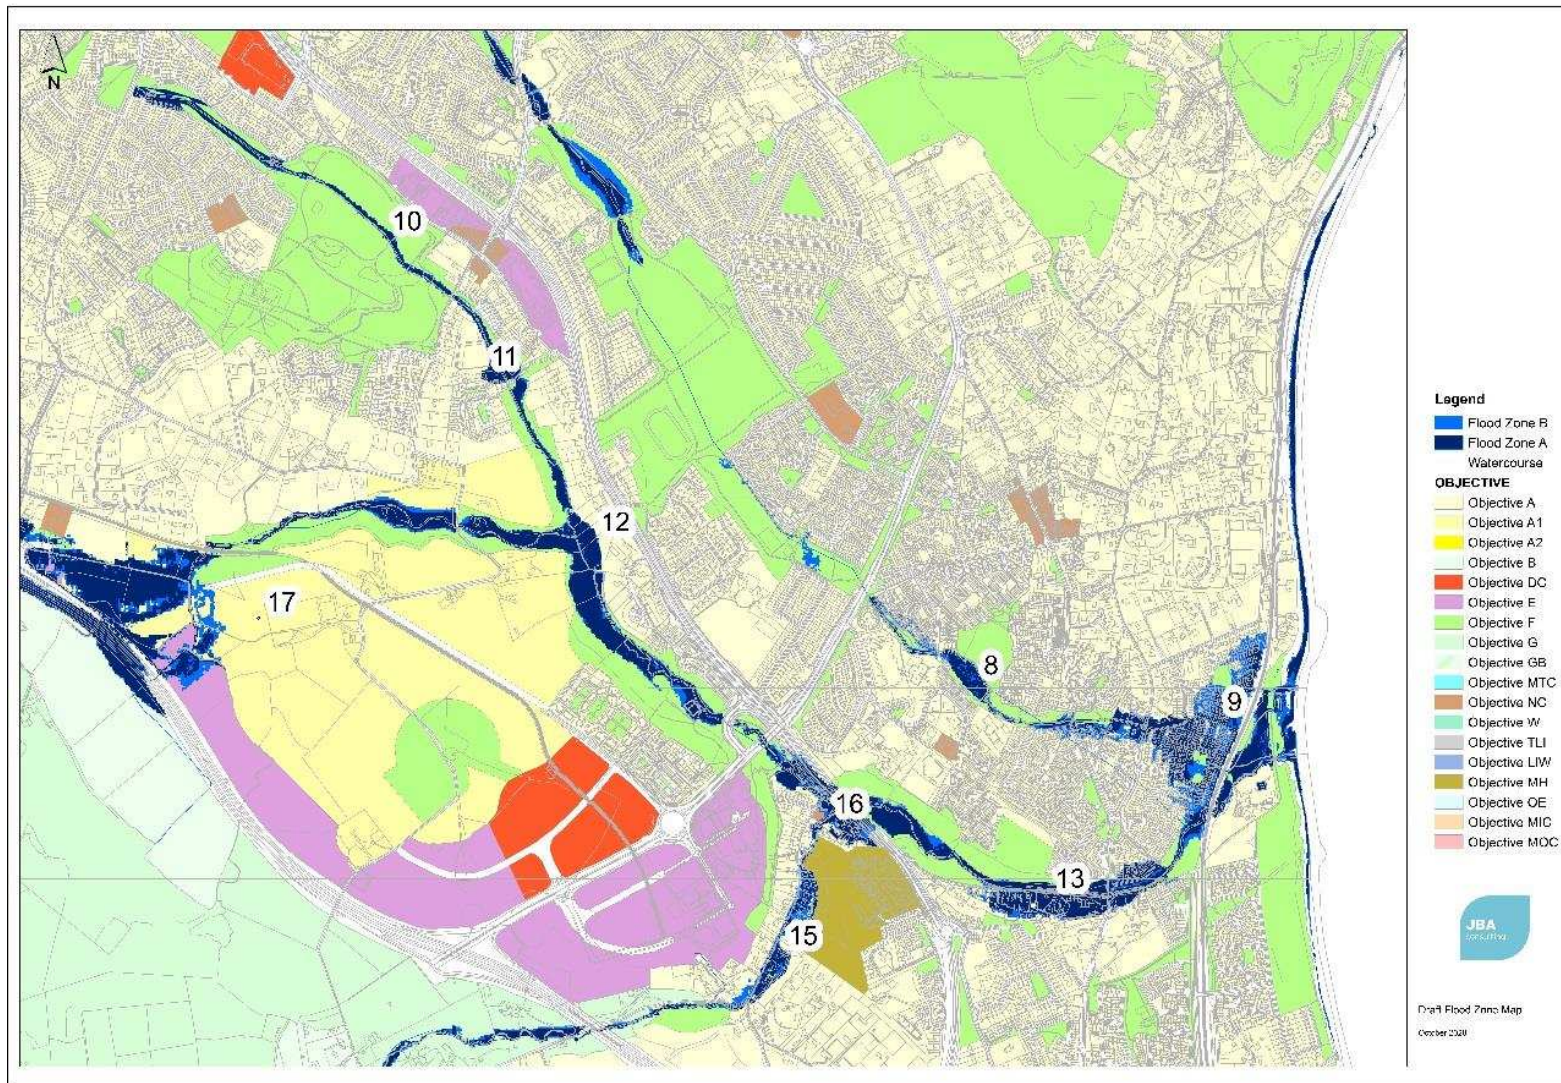 N
10
11
12
17
8
9
16
13
15
Legend
Flood Zone B
Flood Zone A
Watercourse
OBJECTIVE
Objective A
Objective A1
Objective A2
Objective B
Objective DC
Objective E
Objective F
Objective G
Objective GB
Objective MTC
Objective NC
Objective W
Objective TLI
Objective LIW
Objective MH
Objective OE
Objective MIC
Objective MOC
JBA
consulting
Draft Flood Zone Map
October 2020